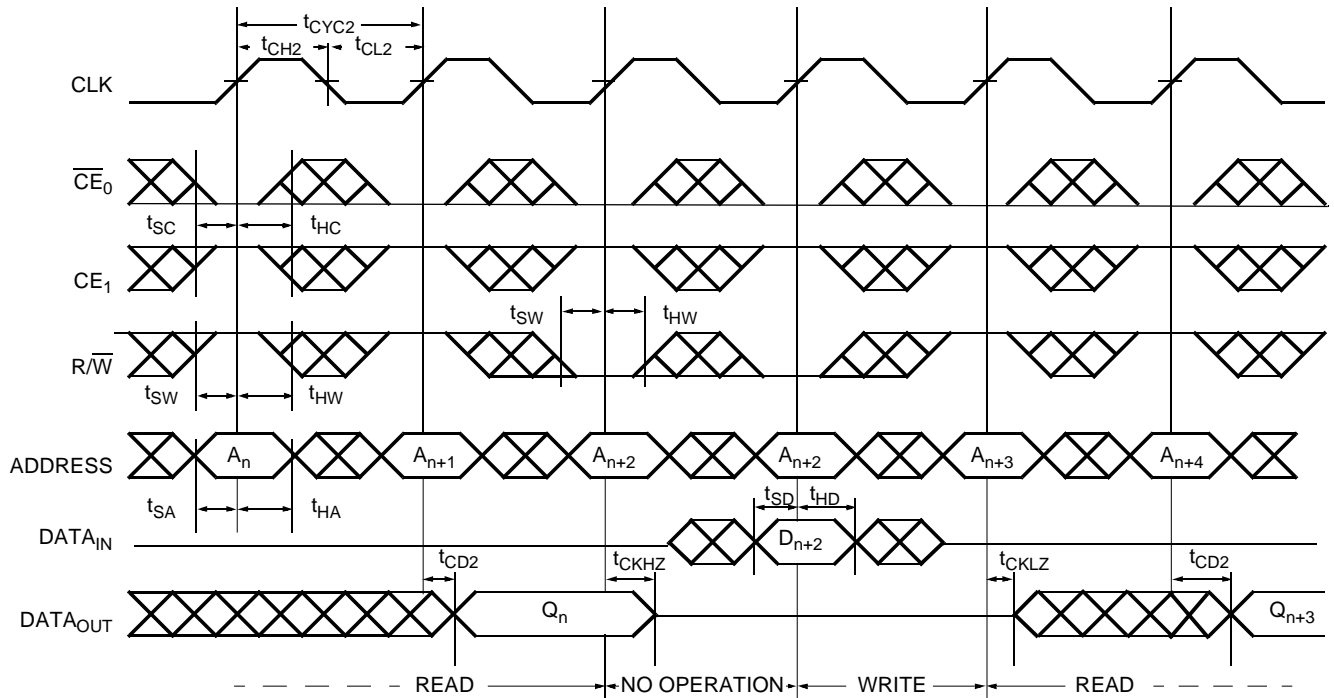 tCYC2
tCH2 tCL2
CLK
CE0
tSC tHC
CE1
tSW tHW
R/W
tSW tHW
ADDRESS An An+1 An+2 An+2 An+3 An+4
tSA tHA tSD tHD
DATAIN Dn+2
tCD2 tCKHZ tCKLZ tCD2
DATAOUT Qn Qn+3
READ NO OPERATION WRITE READ